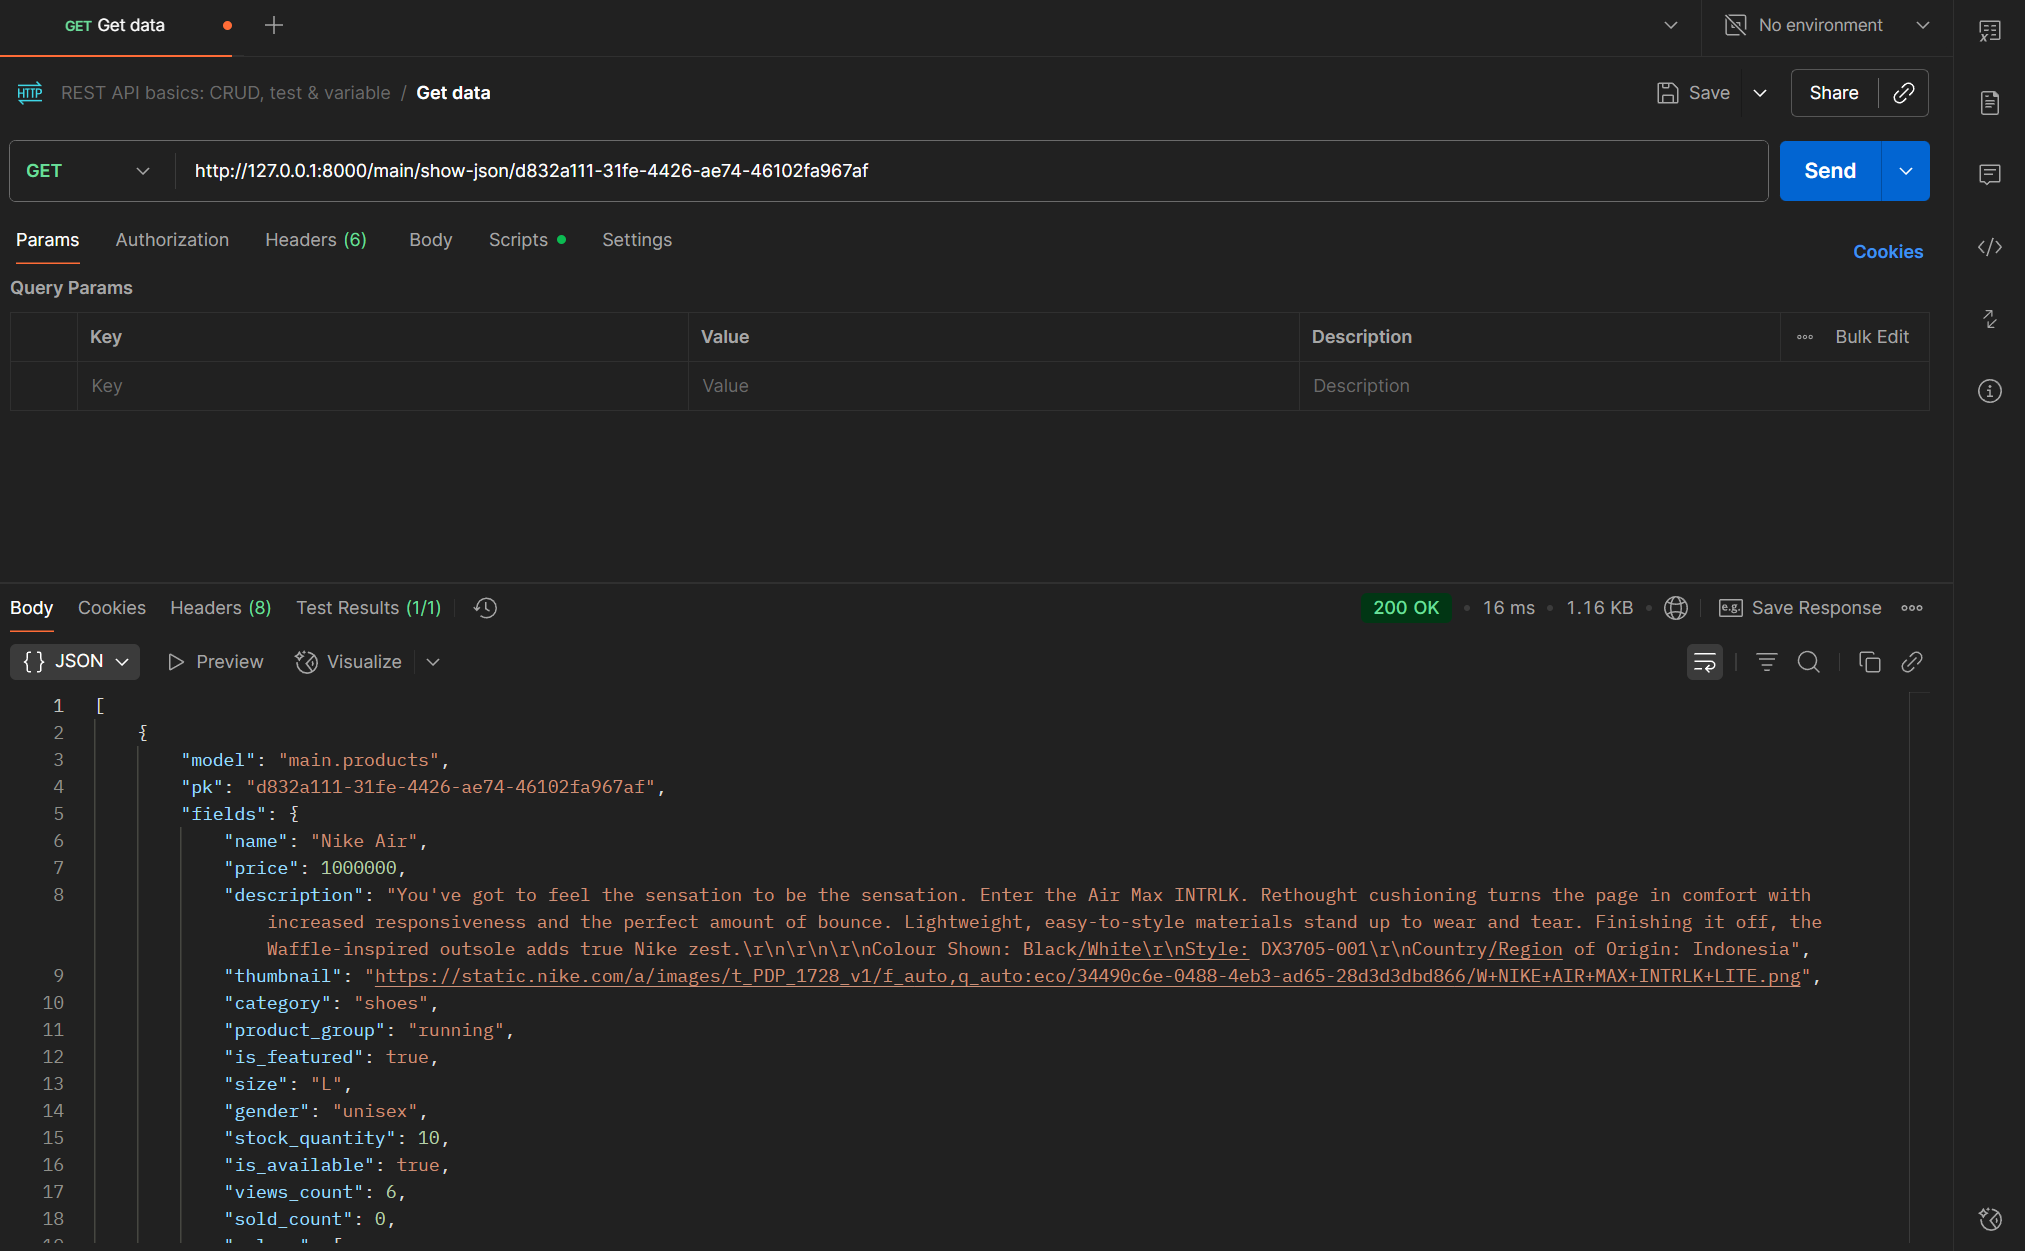 GET Get data
No environment
HTTP REST API basics: CRUD, test & variable / Get data
Save
Share
GET
http://127.0.0.1:8000/main/show-json/d832a111-31fe-4426-ae74-46102fa967af
Send
Params Authorization Headers (6) Body Scripts Settings
Cookies
Query Params
Key Value Description Bulk Edit
Key Value Description
Body Cookies Headers (8) Test Results (1/1)
200 OK • 16 ms • 1.16 KB • e.g. Save Response
{} JSON Preview Visualize
1 [
2 {
3 "model": "main.products",
4 "pk": "d832a111-31fe-4426-ae74-46102fa967af",
5 "fields": {
6 "name": "Nike Air",
7 "price": 1000000,
8 "description": "You've got to feel the sensation to be the sensation. Enter the Air Max INTRLK. Rethought cushioning turns the page in comfort with
increased responsiveness and the perfect amount of bounce. Lightweight, easy-to-style materials stand up to wear and tear. Finishing it off, the
Waffle-inspired outsole adds true Nike zest.\r\n\r\n\r\nColour Shown: Black/White\r\nStyle: DX3705-001\r\nCountry/Region of Origin: Indonesia",
9 "thumbnail": "https://static.nike.com/a/images/t_PDP_1728_v1/f_auto,q_auto:eco/34490c6e-0488-4eb3-ad65-28d3d3dbd866/W+NIKE+AIR+MAX+INTRLK+LITE.png",
10 "category": "shoes",
11 "product_group": "running",
12 "is_featured": true,
13 "size": "L",
14 "gender": "unisex",
15 "stock_quantity": 10,
16 "is_available": true,
17 "views_count": 6,
18 "sold_count": 0,